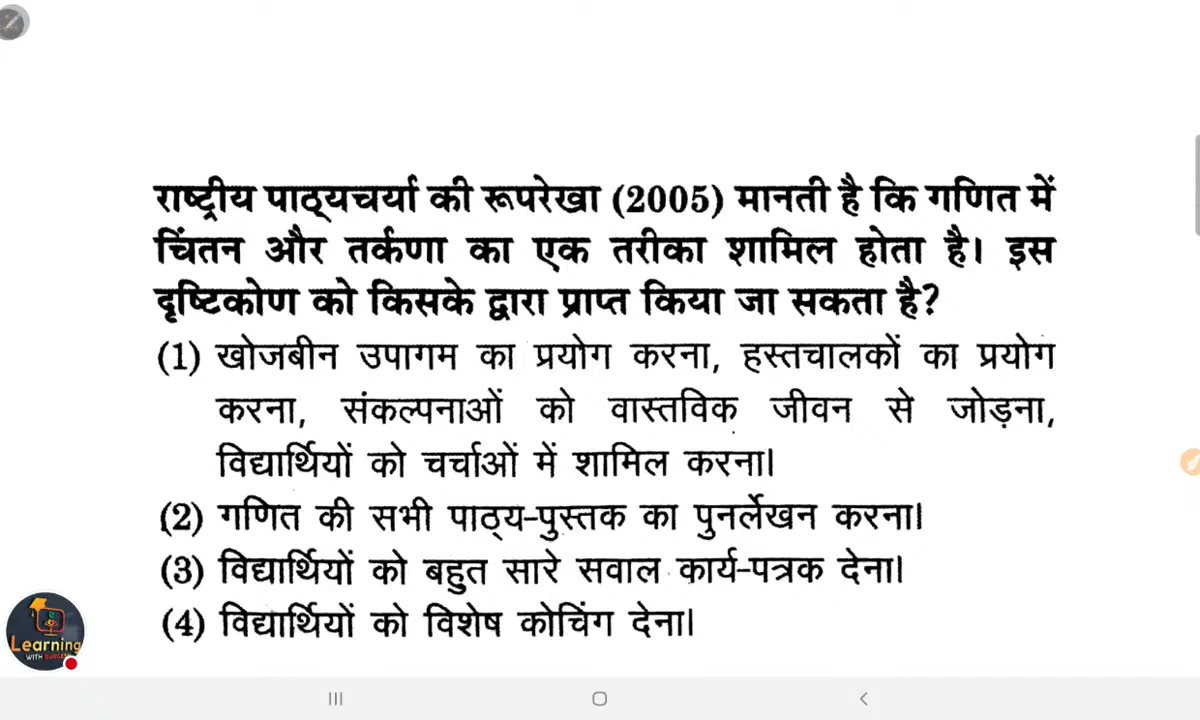 राष्ट्रीय पाठ्यचर्या की रूपरेखा (2005) मानती है कि गणित में
चिंतन और तर्कणा का एक तरीका शामिल होता है। इस
दृष्टिकोण को किसके द्वारा प्राप्त किया जा सकता है?
(1) खोजबीन उपागम का प्रयोग करना, हस्तचालकों का प्रयोग
करना, संकल्पनाओं को वास्तविक जीवन से जोड़ना,
विद्यार्थियों को चर्चाओं में शामिल करना।
(2) गणित की सभी पाठ्य-पुस्तक का पुनर्लेखन करना।
(3) विद्यार्थियों को बहुत सारे सवाल कार्य-पत्रक देना।
(4) विद्यार्थियों को विशेष कोचिंग देना।
Learning
WITH